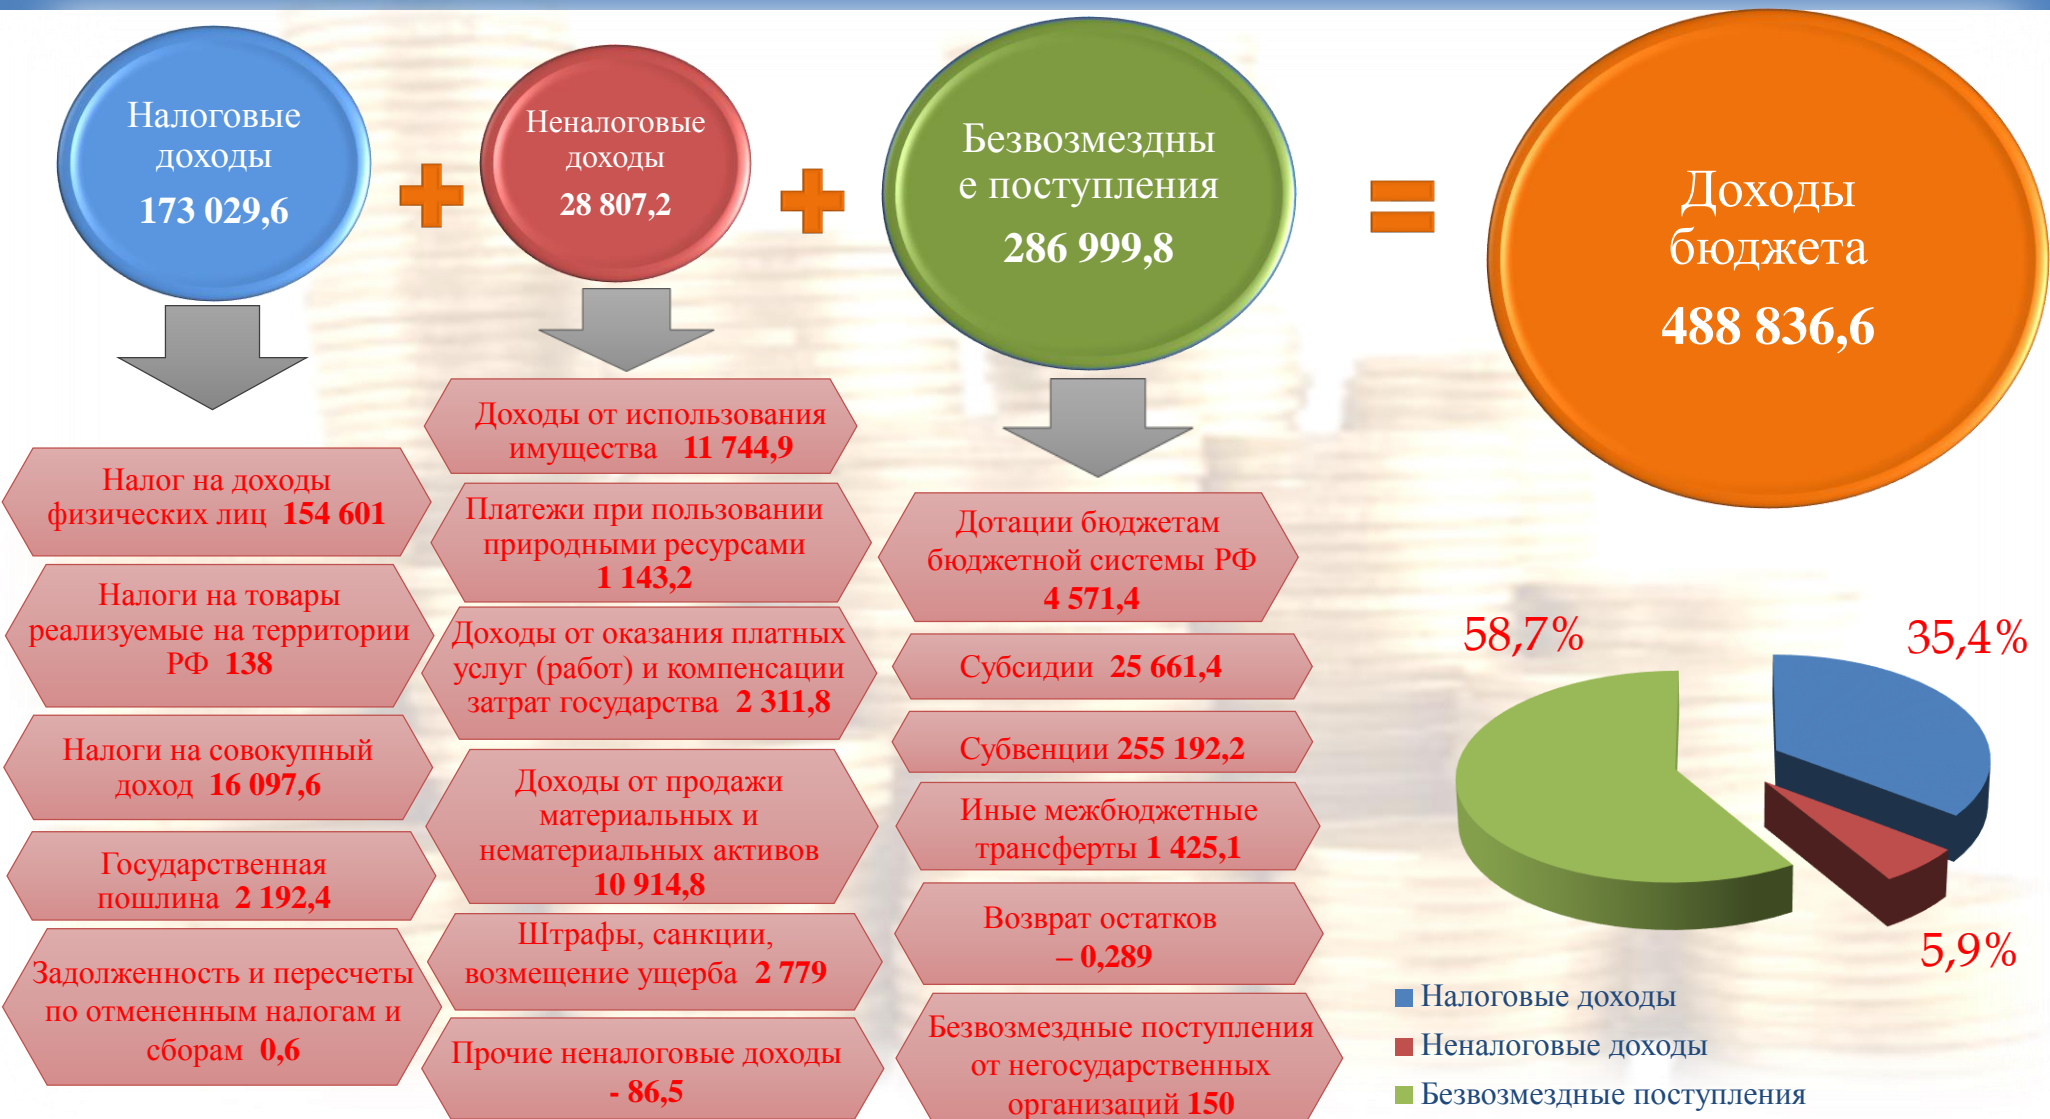 Налоговые
доходы
173 029,6
Неналоговые
доходы
28 807,2
Безвозмездны
е поступления
286 999,8
Доходы
бюджета
488 836,6
Налог на доходы
физических лиц 154 601
Налоги на товары
реализуемые на территории
РФ 138
Налоги на совокупный
доход 16 097,6
Государственная
пошлина 2 192,4
Задолженность и пересчеты
по отмененным налогам и
сборам 0,6
Доходы от использования
имущества 11 744,9
Платежи при пользовании
природными ресурсами
1 143,2
Доходы от оказания платных
услуг (работ) и компенсации
затрат государства 2 311,8
Доходы от продажи
материальных и
нематериальных активов
10 914,8
Штрафы, санкции,
возмещение ущерба 2 779
Прочие неналоговые доходы
- 86,5
Дотации бюджетам
бюджетной системы РФ
4 571,4
Субсидии 25 661,4
Субвенции 255 192,2
Иные межбюджетные
трансферты 1 425,1
Возврат остатков
– 0,289
Безвозмездные поступления
от негосударственных
организаций 150
58,7%
35,4%
5,9%
Налоговые доходы
Неналоговые доходы
Безвозмездные поступления